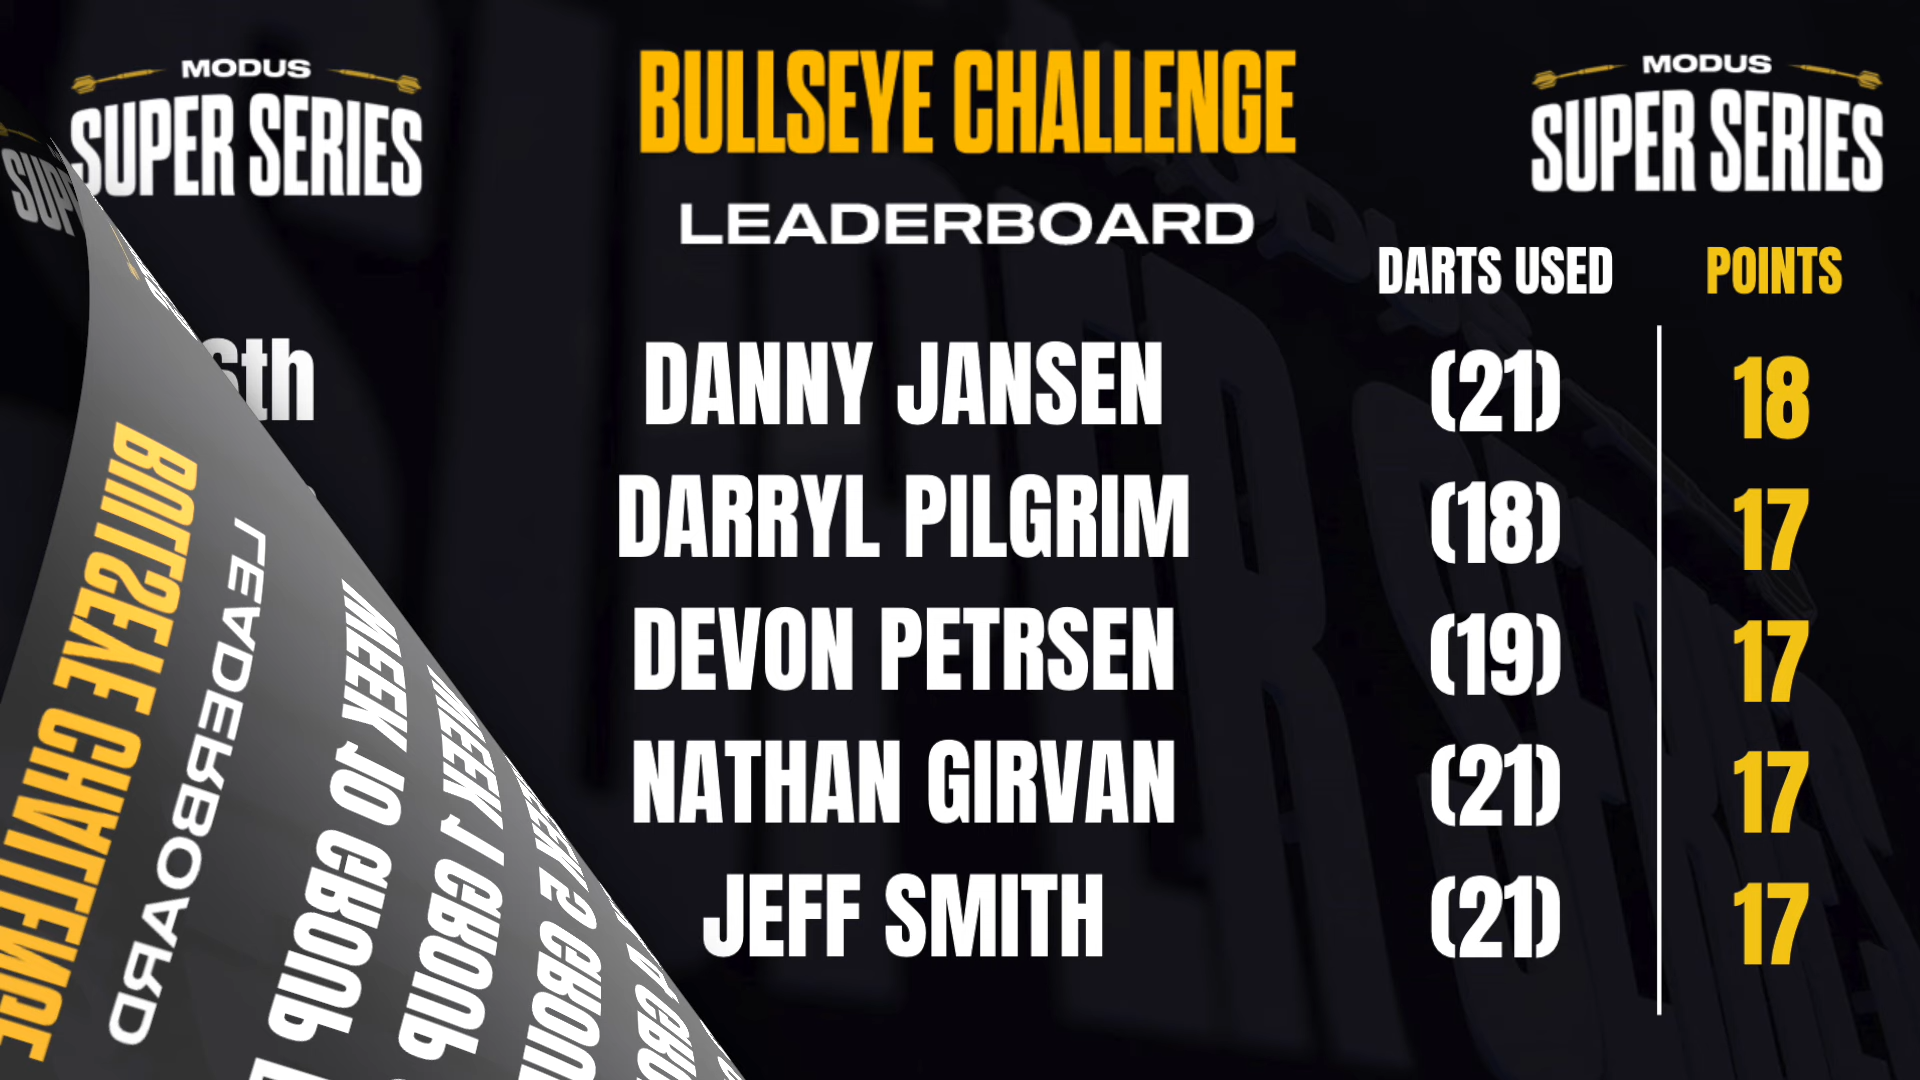 MODUS
SUPER SERIES
BULLSEYE CHALLENGE
LEADERBOARD
MODUS
SUPER SERIES
DARTS USED POINTS
6th DANNY JANSEN (21) 18
DARRYL PILGRIM (18) 17
DEVON PETRSEN (19) 17
NATHAN GIRVAN (21) 17
JEFF SMITH (21) 17
BULLSEYE CHALLENGE
LEADERBOARD
WEEK 10 GROUP
WEEK 1 GROUP
GROUP